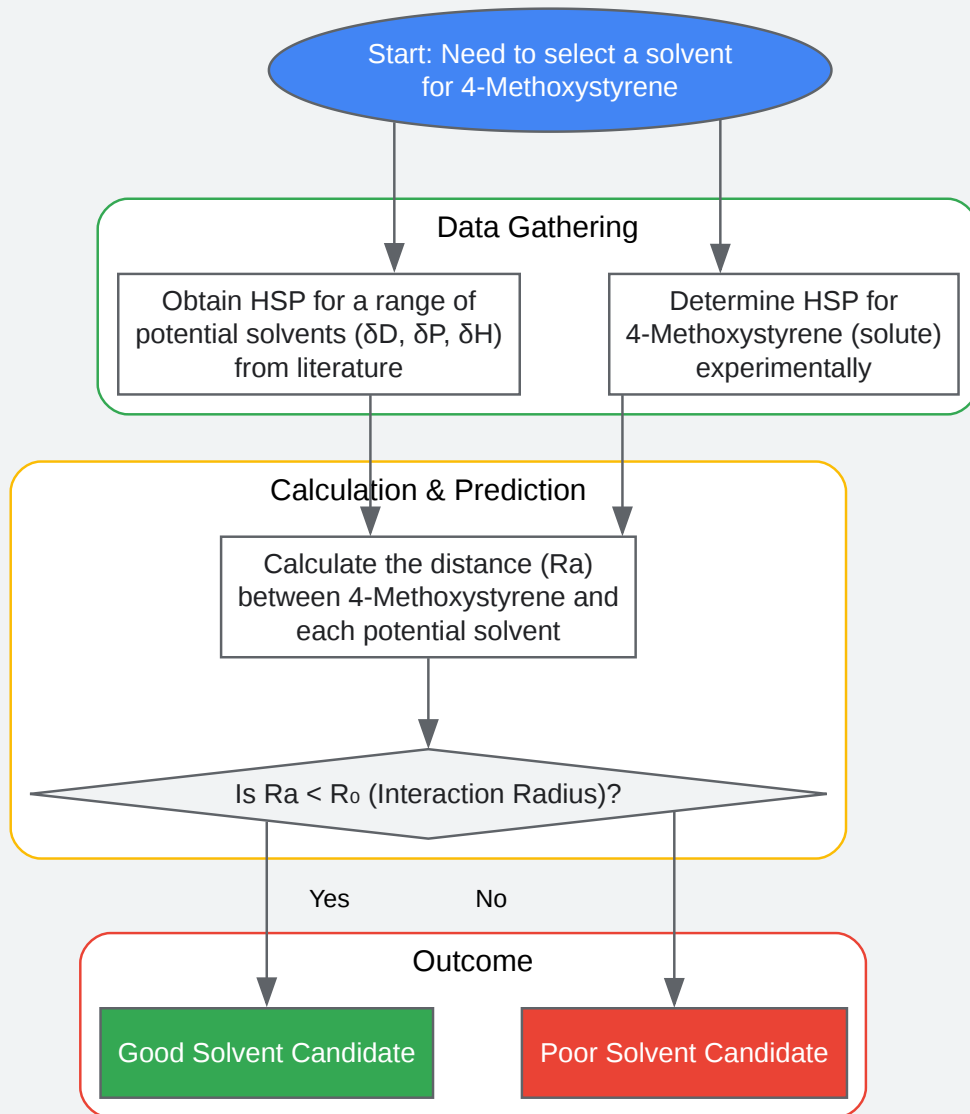 Start: Need to select a solvent
for 4-Methoxystyrene
Data Gathering
Obtain HSP for a range of
potential solvents (δD, δP, δH)
from literature
Determine HSP for
4-Methoxystyrene (solute)
experimentally
Calculation & Prediction
Calculate the distance (Ra)
between 4-Methoxystyrene and
each potential solvent
Is Ra < R₀ (Interaction Radius)?
Yes
No
Outcome
Good Solvent Candidate
Poor Solvent Candidate